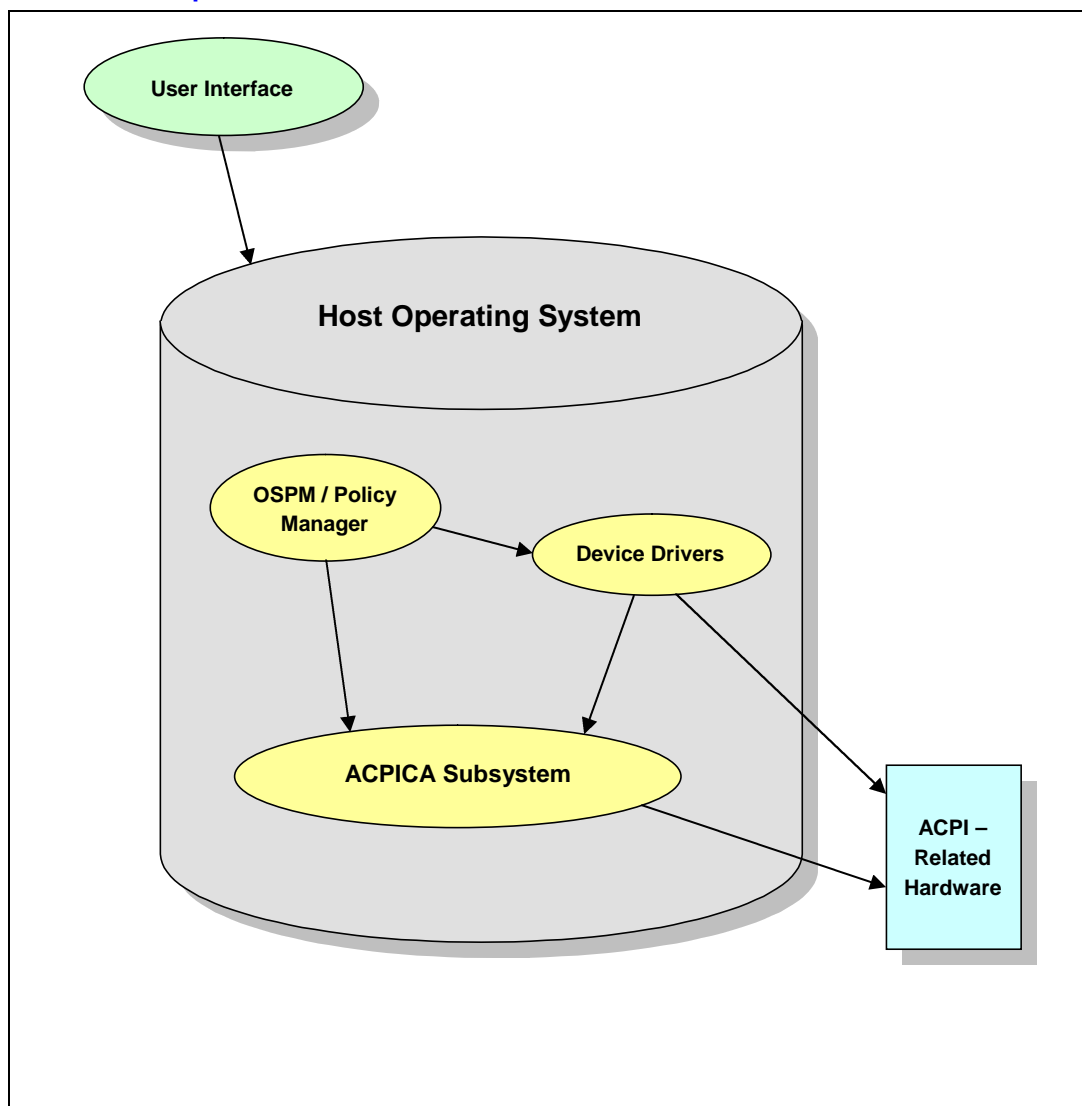 User Interface
Host Operating System
OSPM / Policy
Manager
Device Drivers
ACPICA Subsystem
ACPI –
Related
Hardware